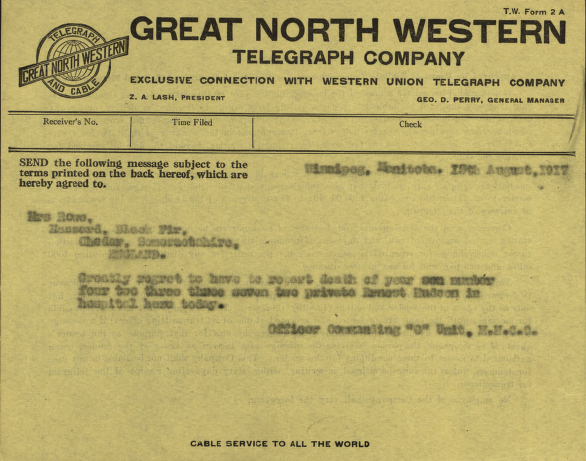 T.W. Form 2 A
TELEGRAPH
GREAT NORTH WESTERN
AND CABLE
GREAT NORTH WESTERN
TELEGRAPH COMPANY
EXCLUSIVE CONNECTION WITH WESTERN UNION TELEGRAPH COMPANY
Z. A. LASH, PRESIDENT
GEO. D. PERRY, GENERAL MANAGER
Receiver's No.
Time Filed
Check
SEND the following message subject to the
terms printed on the back hereof, which are
hereby agreed to.
Winnipeg, Manitoba. 15th August, 1917
Mrs Rowe,
Hassord, Black Fir,
Chedar, Somersetshire,
ENGLAND.
Greatly regret to have to report death of your son number
four two three three seven two private Ernest Hudson in
hospital here today.
Officer Commanding "C" Unit, M.H.C.C.
CABLE SERVICE TO ALL THE WORLD